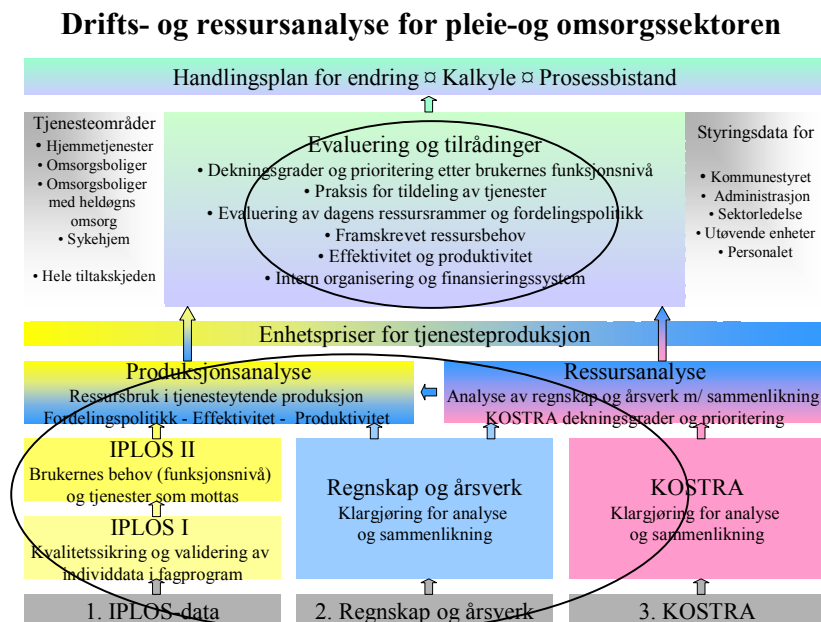 Drifts- og ressursanalyse for pleie-og omsorgssektoren
Handlingsplan for endring ¤ Kalkyle ¤ Prosessbistand
Tjenesteområder
• Hjemmetjenester
• Omsorgsboliger
• Omsorgsboliger
med heldøgns
omsorg
• Sykehjem
• Hele tiltakskjeden
Evaluering og tilrådinger
• Dekningsgrader og prioritering etter brukernes funksjonsnivå
• Praksis for tildeling av tjenester
• Evaluering av dagens ressursrammer og fordelingspolitikk
• Framskrevet ressursbehov
• Effektivitet og produktivitet
• Intern organisering og finansieringssystem
Styringsdata for
• Kommunestyret
• Administrasjon
• Sektorledelse
• Utøvende enheter
• Personalet
Enhetspriser for tjenesteproduksjon
Produksjonsanalyse
Ressursbruk i tjenesteytende produksjon
Fordelingspolitikk - Effektivitet - Produktivitet
Ressursanalyse
Analyse av regnskap og årsverk m/ sammenlikning
KOSTRA dekningsgrader og prioritering
IPLOS II
Brukernes behov (funksjonsnivå)
og tjenester som mottas
IPLOS I
Kvalitetssikring og validering av
individdata i fagprogram
Regnskap og årsverk
Klargjøring for analyse
og sammenlikning
KOSTRA
Klargjøring for analyse
og sammenlikning
1. IPLOS-data
2. Regnskap og årsverk
3. KOSTRA